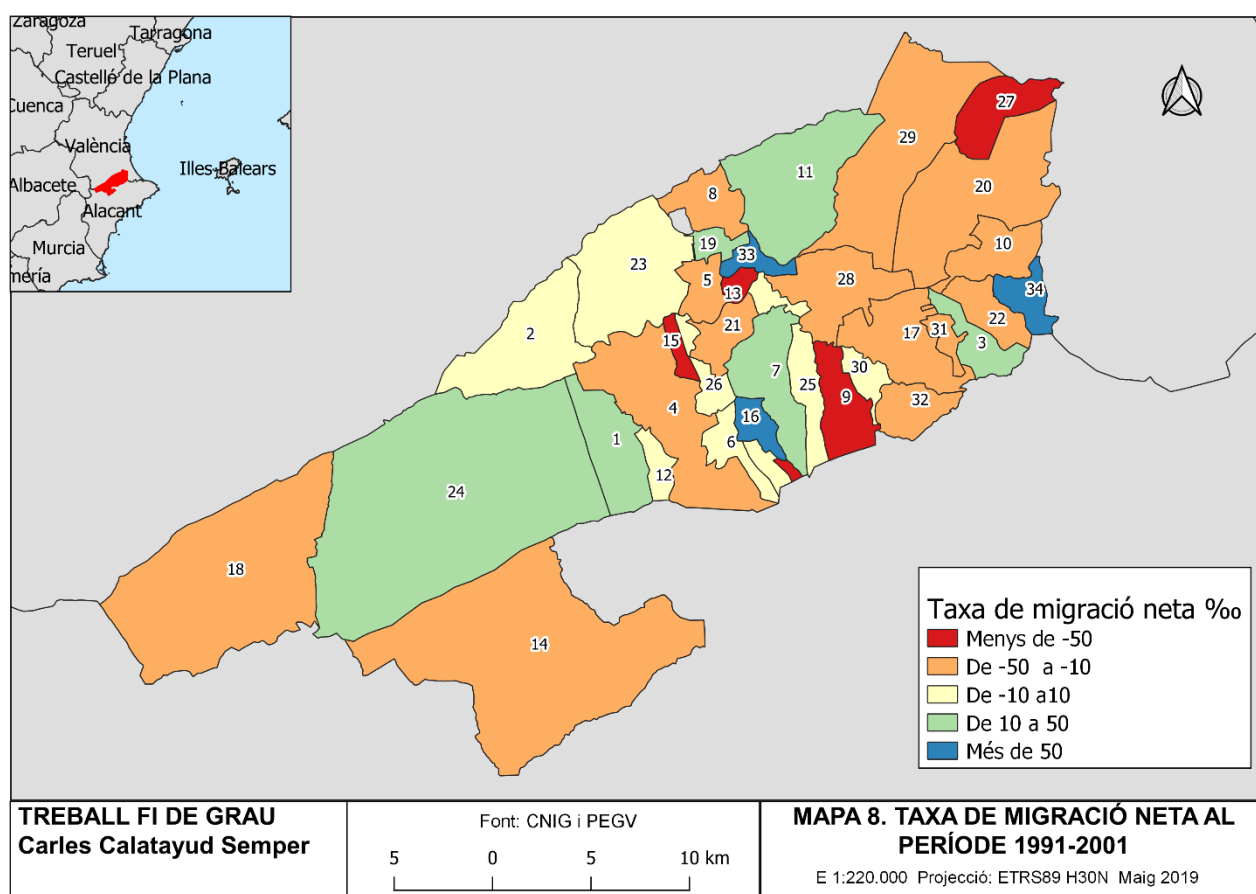 Zaragoza
Tarragona
Teruel
Castelló de la Plana
Cuenca
València
Illes Balears
Albacete
Alacant
Murcia
mería
27
29
11
20
8
10
19
33
23
5
28
34
13
2
21
22
17
31
15
3
7
30
26
25
9
4
32
16
1
6
12
24
18
14
Taxa de migració neta ‰
Menys de -50
De -50 a -10
De -10 a10
De 10 a 50
Més de 50
TREBALL FI DE GRAU
Carles Calatayud Semper
Font: CNIG i PEGV
5 0 5 10 km
MAPA 8. TAXA DE MIGRACIÓ NETA AL
PERÍODE 1991-2001
E 1:220.000 Projecció: ETRS89 H30N Maig 2019